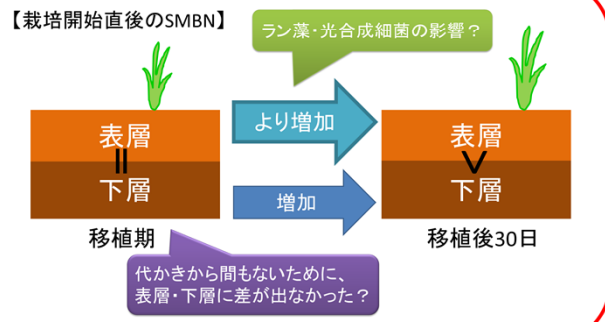 【栽培開始直後のSMBN】
ラン藻・光合成細菌の影響？
表層
=
下層
移植期
より増加
増加
表層
>
下層
移植後30日
代かきから間もないために、
表層・下層に差が出なかった？